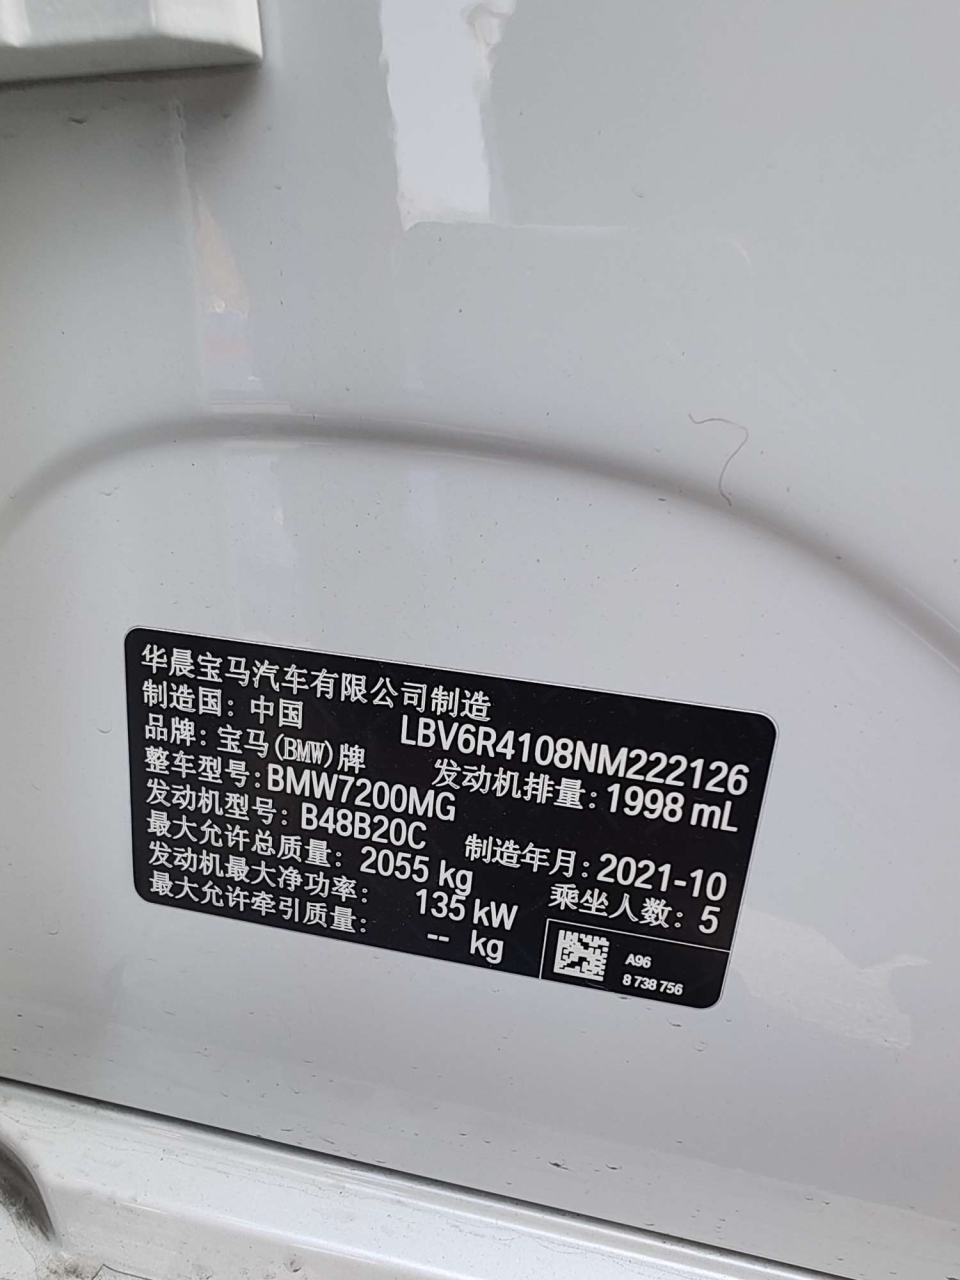 华晨宝马汽车有限公司制造
制造国：中国 LBV6R4108NM222126
品牌：宝马(BMW)牌 发动机排量：1998 mL
整车型号：BMW7200MG
发动机型号：B48B20C 制造年月：2021-10
最大允许总质量：2055 kg 乘坐人数：5
发动机最大净功率：135 kW
最大允许牵引质量：-- kg
A96
8 738 756